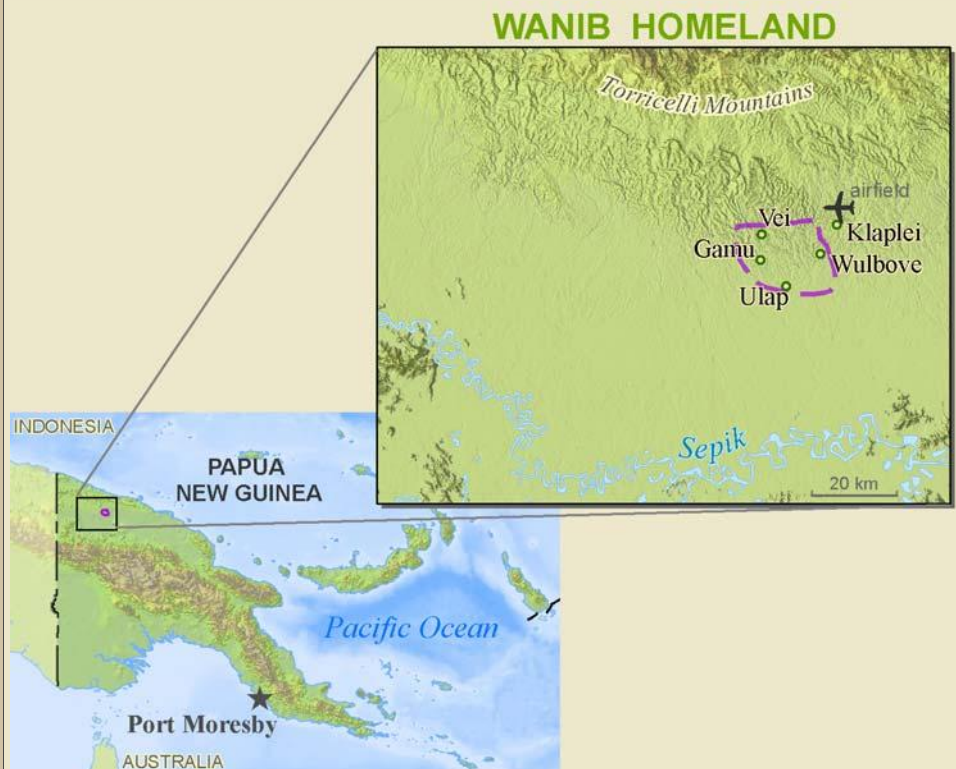 WANIB HOMELAND
Torricelli Mountains
airfield
Vei
Klaplei
Gamu
Wulbove
Ulap
Sepik
20 km
INDONESIA
PAPUA
NEW GUINEA
Pacific Ocean
Port Moresby
AUSTRALIA